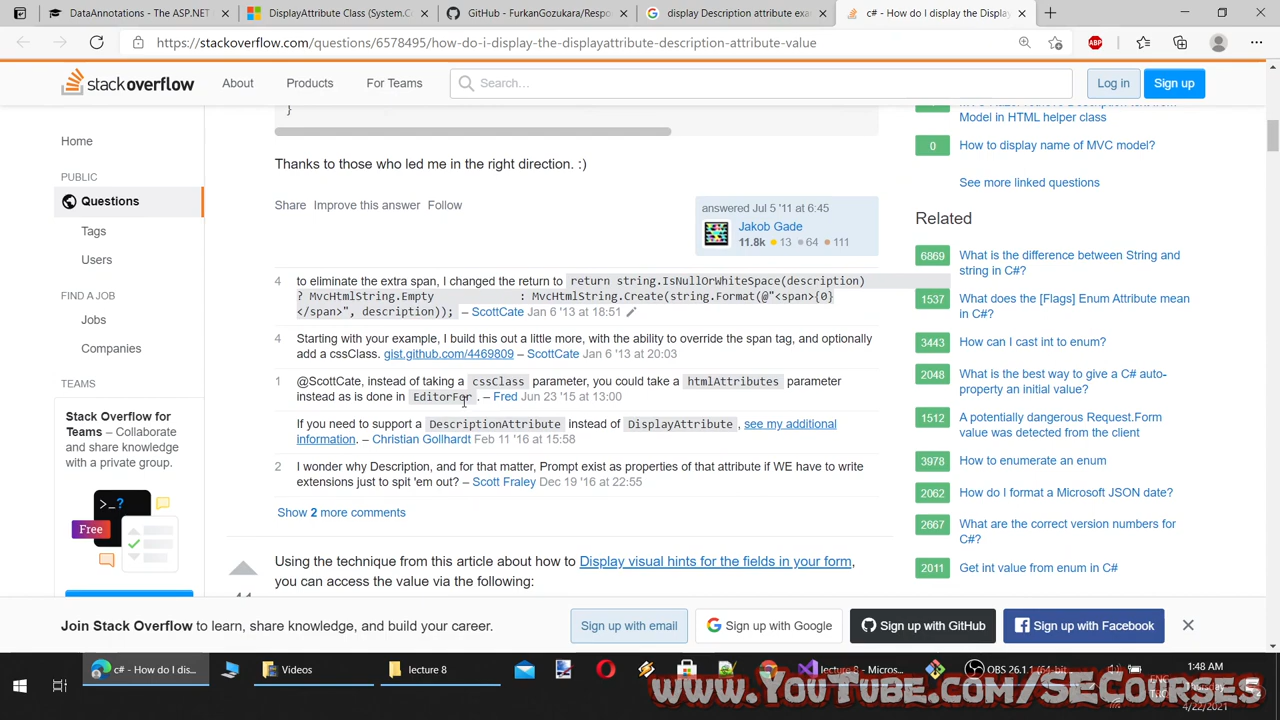 DataAnnotations - The ASP.NET
DisplayAttribute Class (System.C
GitHub - FurkanGozukara/Respo
display Description attribute exa
c# - How do I display the Display
https://stackoverflow.com/questions/6578495/how-do-i-display-the-displayattribute-description-attribute-value
ABP
stackoverflow
About
Products
For Teams
Search...
Log in
Sign up
Home
PUBLIC
Questions
Tags
Users
FIND A JOB
Jobs
Companies
TEAMS
Stack Overflow for
Teams – Collaborate
and share knowledge
with a private group.
>_?
Free
}
Thanks to those who led me in the right direction. :)
Share Improve this answer Follow
answered Jul 5 '11 at 6:45
Jakob Gade
11.8k 13 64 111
4 to eliminate the extra span, I changed the return to return string.IsNullOrWhiteSpace(description)
? MvcHtmlString.Empty : MvcHtmlString.Create(string.Format(@"<span>{0}
</span>", description)); – ScottCate Jan 6 '13 at 18:51
4 Starting with your example, I build this out a little more, with the ability to override the span tag, and optionally
add a cssClass. gist.github.com/4469809 – ScottCate Jan 6 '13 at 20:03
1 @ScottCate, instead of taking a cssClass parameter, you could take a htmlAttributes parameter
instead as is done in EditorFor. – Fred Jun 23 '15 at 13:00
If you need to support a DescriptionAttribute instead of DisplayAttribute, see my additional
information. – Christian Gollhardt Feb 11 '16 at 15:58
2 I wonder why Description, and for that matter, Prompt exist as properties of that attribute if WE have to write
extensions just to spit 'em out? – Scott Fraley Dec 19 '16 at 22:55
Show 2 more comments
Using the technique from this article about how to Display visual hints for the fields in your form,
you can access the value via the following:
Model in HTML helper class
0 How to display name of MVC model?
See more linked questions
Related
6869 What is the difference between String and
string in C#?
1537 What does the [Flags] Enum Attribute mean
in C#?
3443 How can I cast int to enum?
2048 What is the best way to give a C# auto-
property an initial value?
1512 A potentially dangerous Request.Form
value was detected from the client
3978 How to enumerate an enum
2062 How do I format a Microsoft JSON date?
2667 What are the correct version numbers for
C#?
2011 Get int value from enum in C#
Join Stack Overflow to learn, share knowledge, and build your career.
Sign up with email
Sign up with Google
Sign up with GitHub
Sign up with Facebook
c# - How do I dis...
Videos
lecture 8
lecture 8 - Micros...
OBS 26.1.1 (64-bit...
ENG
1:48 AM
Thursday
4/22/2021
www.YouTube.com/SECourses